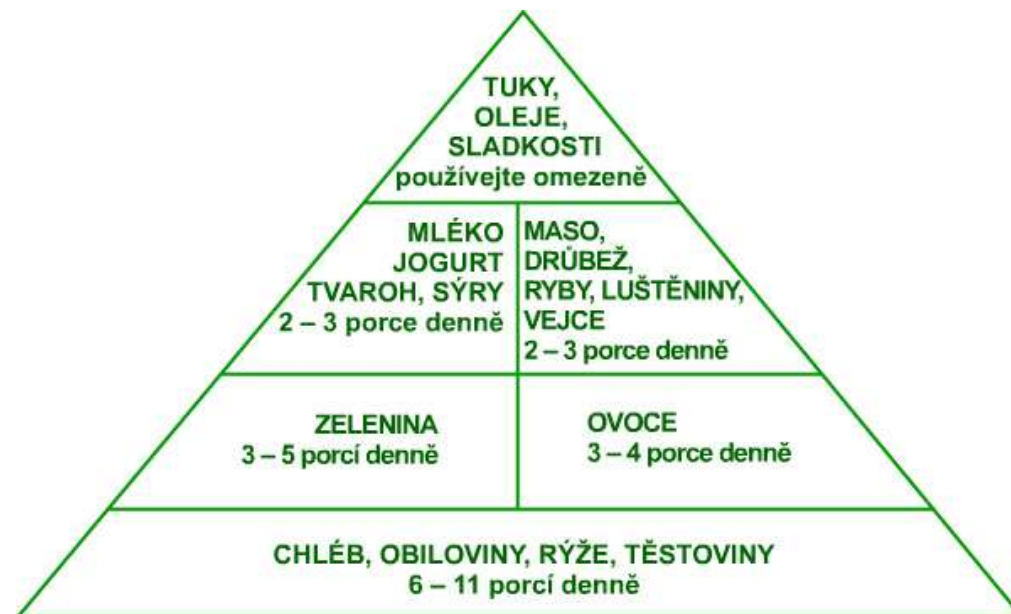 TUKY,
OLEJE,
SLADKOSTI
používejte omezeně
MLÉKO
JOGURT
TVAROH, SÝRY
2 – 3 porce denně
MASO,
DRŮBEŽ,
RYBY, LUŠTĚNINY,
VEJCE
2 – 3 porce denně
ZELENINA
3 – 5 porcí denně
OVOCE
3 – 4 porce denně
CHLÉB, OBILOVINY, RÝŽE, TĚSTOVINY
6 – 11 porcí denně